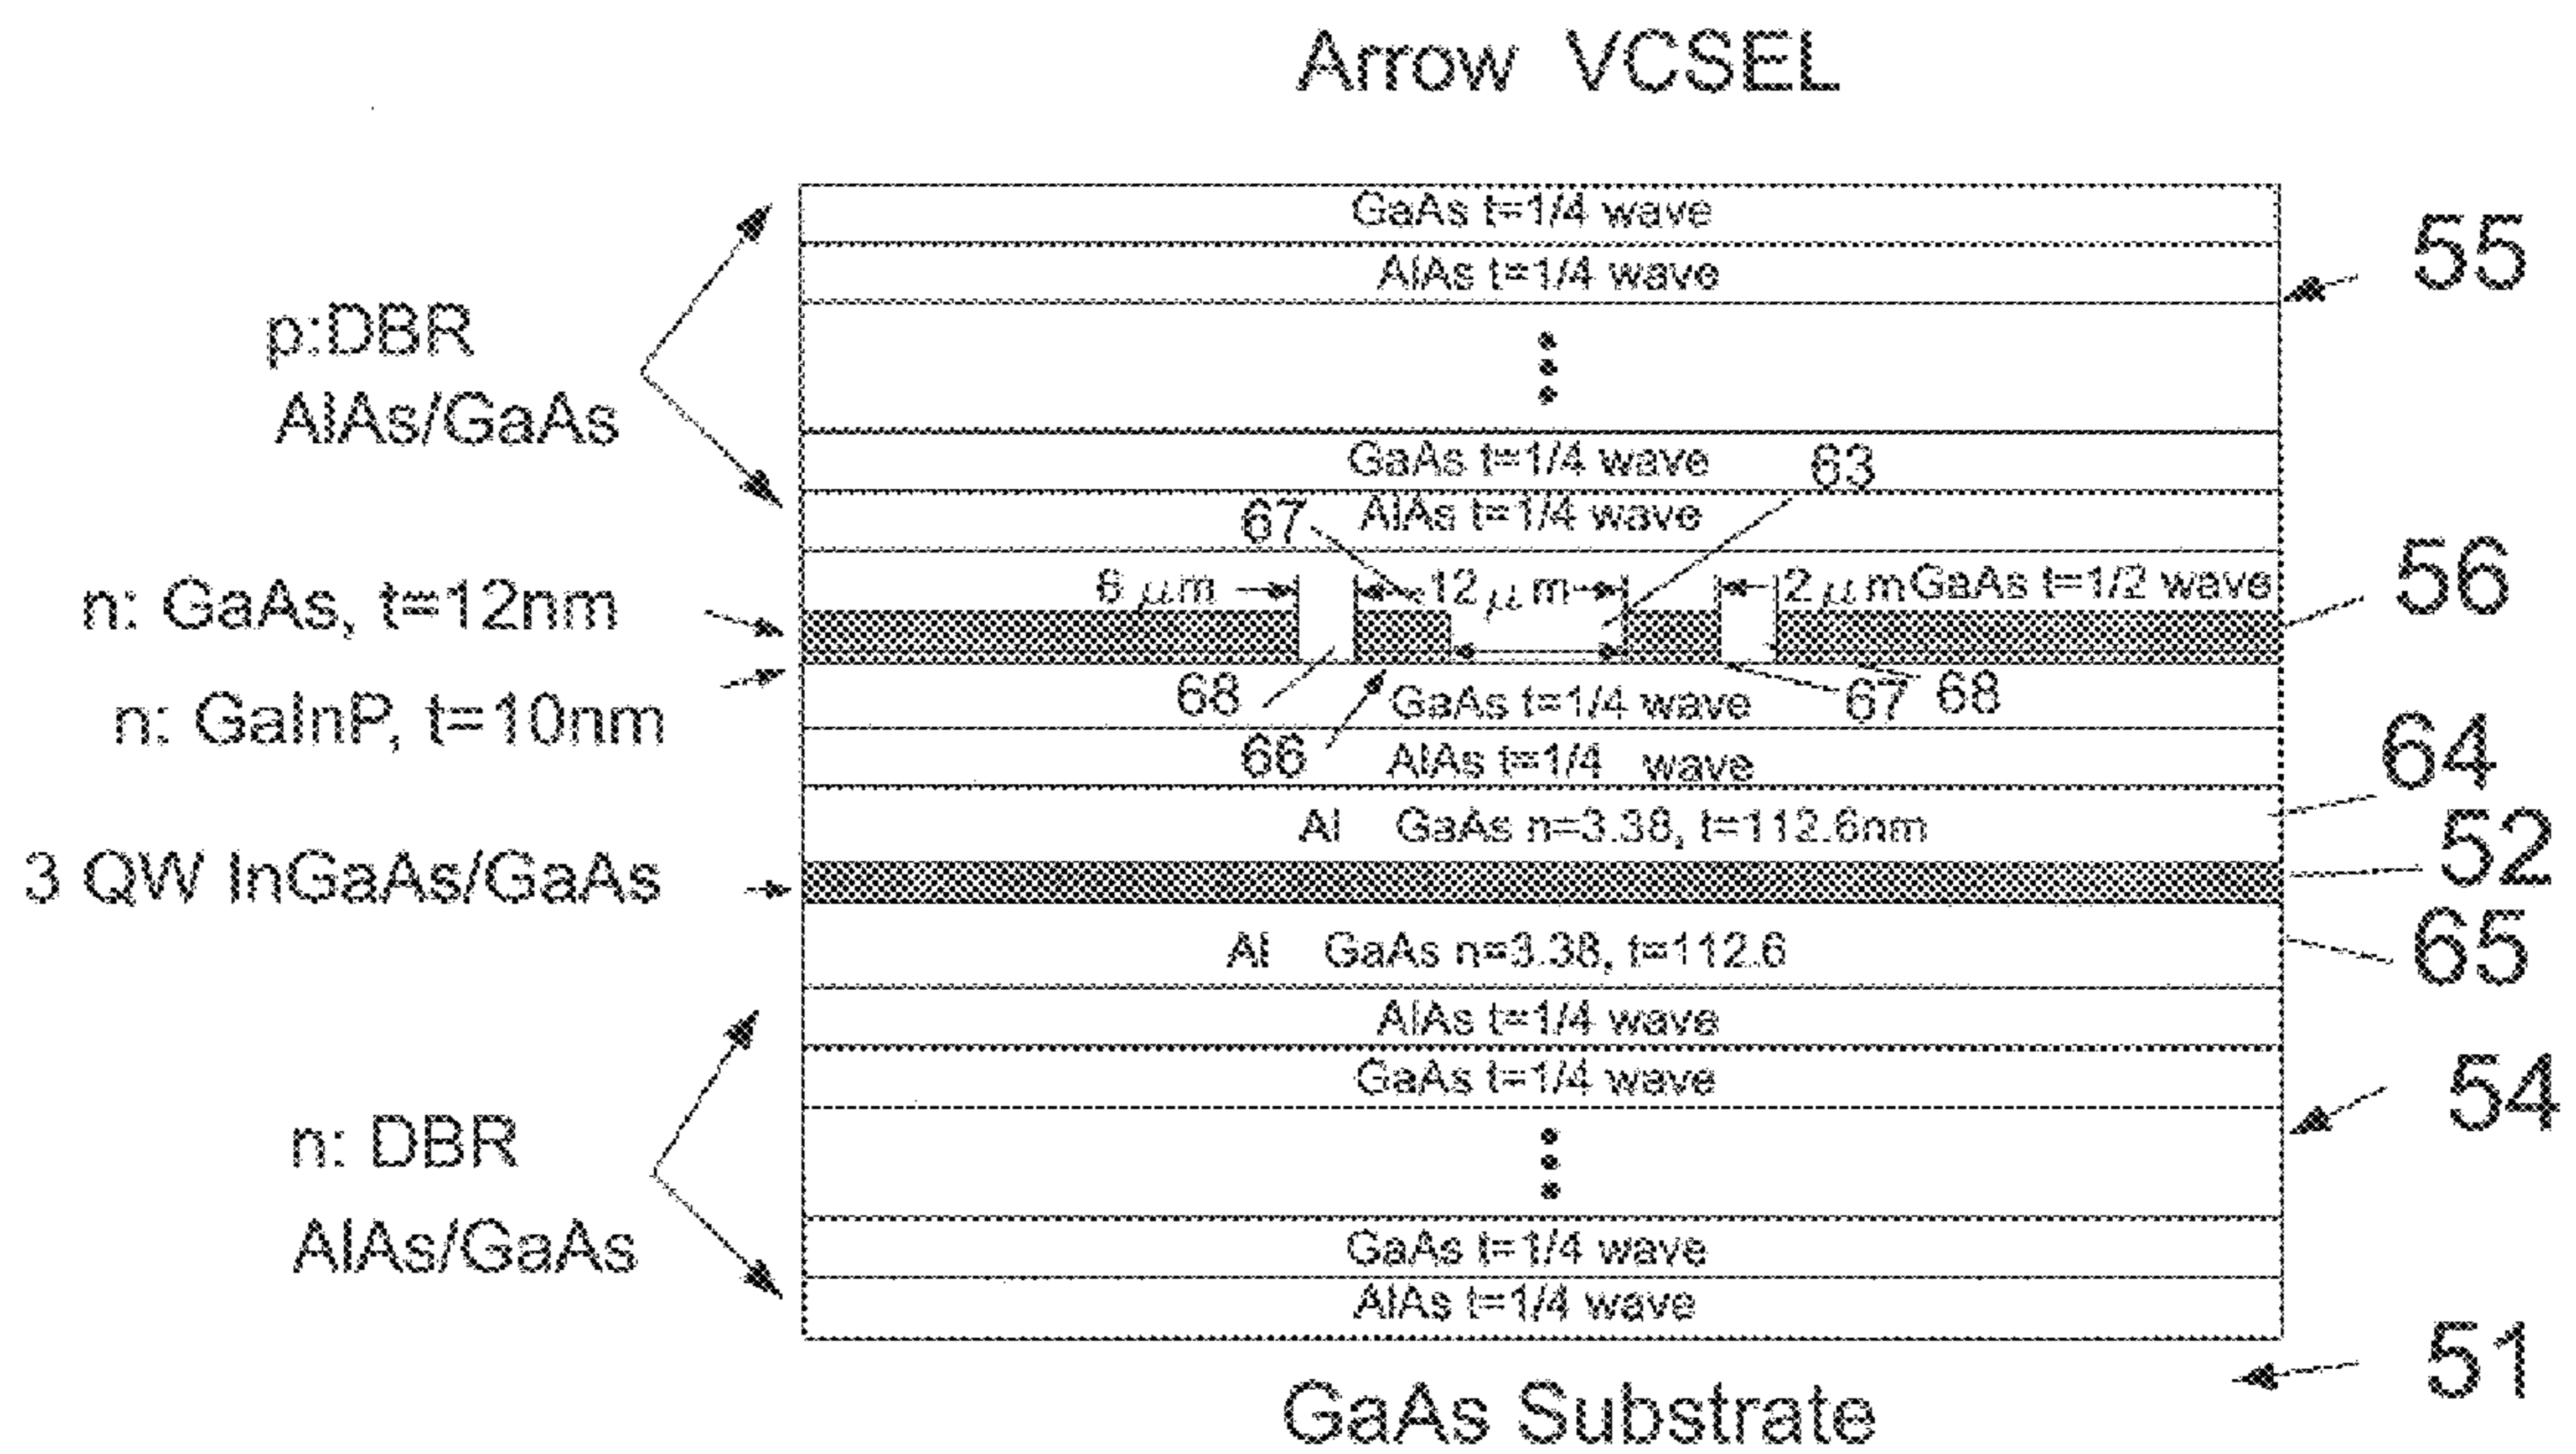 Arrow VCSEL
GaAs t=1/4 wave
55
AlAs t=1/4 wave
p:DBR
AlAs/GaAs
GaAs t=1/4 wave
63
67
AlAs t=1/4 wave
56
n: GaAs, t=12nm
6 μm
12 μm
2 μm GaAs t=1/2 wave
n: GaInP, t=10nm
68
GaAs t=1/4 wave
67
68
66
AlAs t=1/4 wave
64
Al GaAs n=3.38, t=112.6nm
3 QW InGaAs/GaAs
52
Al GaAs n=3.38, t=112.6
65
AlAs t=1/4 wave
GaAs t=1/4 wave
54
n: DBR
AlAs/GaAs
GaAs t=1/4 wave
AlAs t=1/4 wave
51
GaAs Substrate